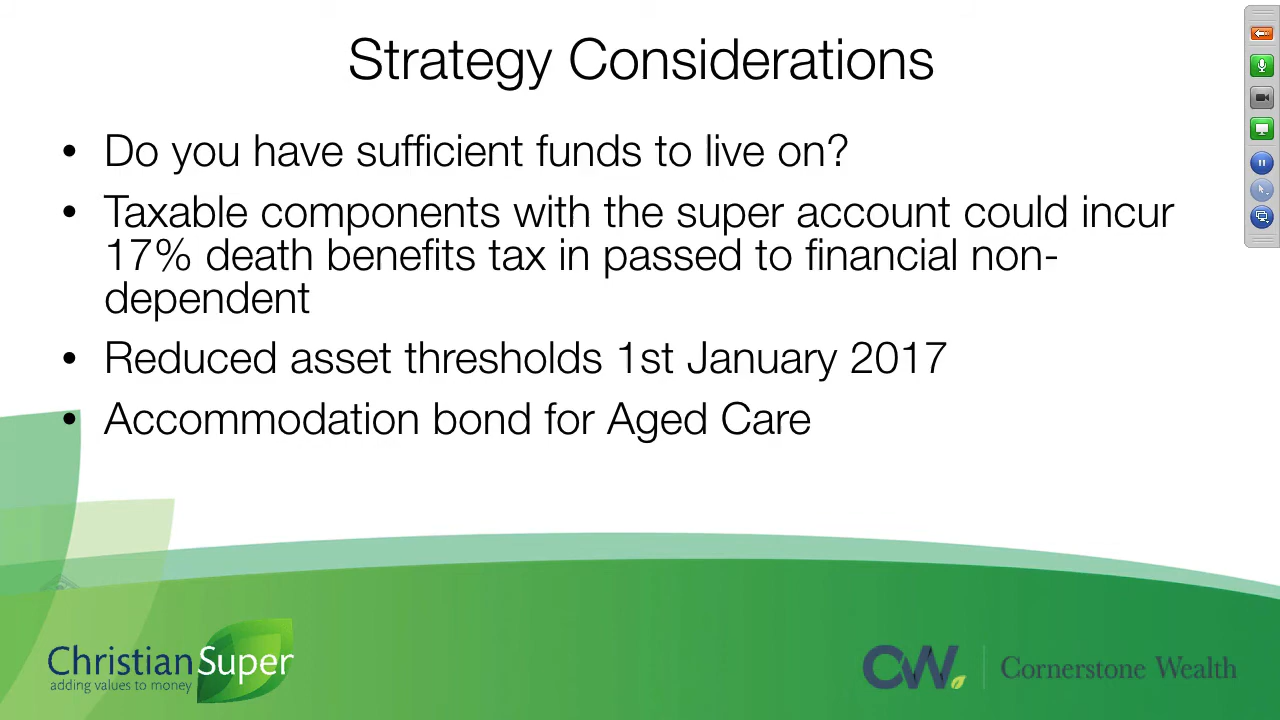 Strategy Considerations
• Do you have sufficient funds to live on?
• Taxable components with the super account could incur
17% death benefits tax in passed to financial non-
dependent
• Reduced asset thresholds 1st January 2017
• Accommodation bond for Aged Care
Christian Super
adding values to money
CW
Cornerstone Wealth